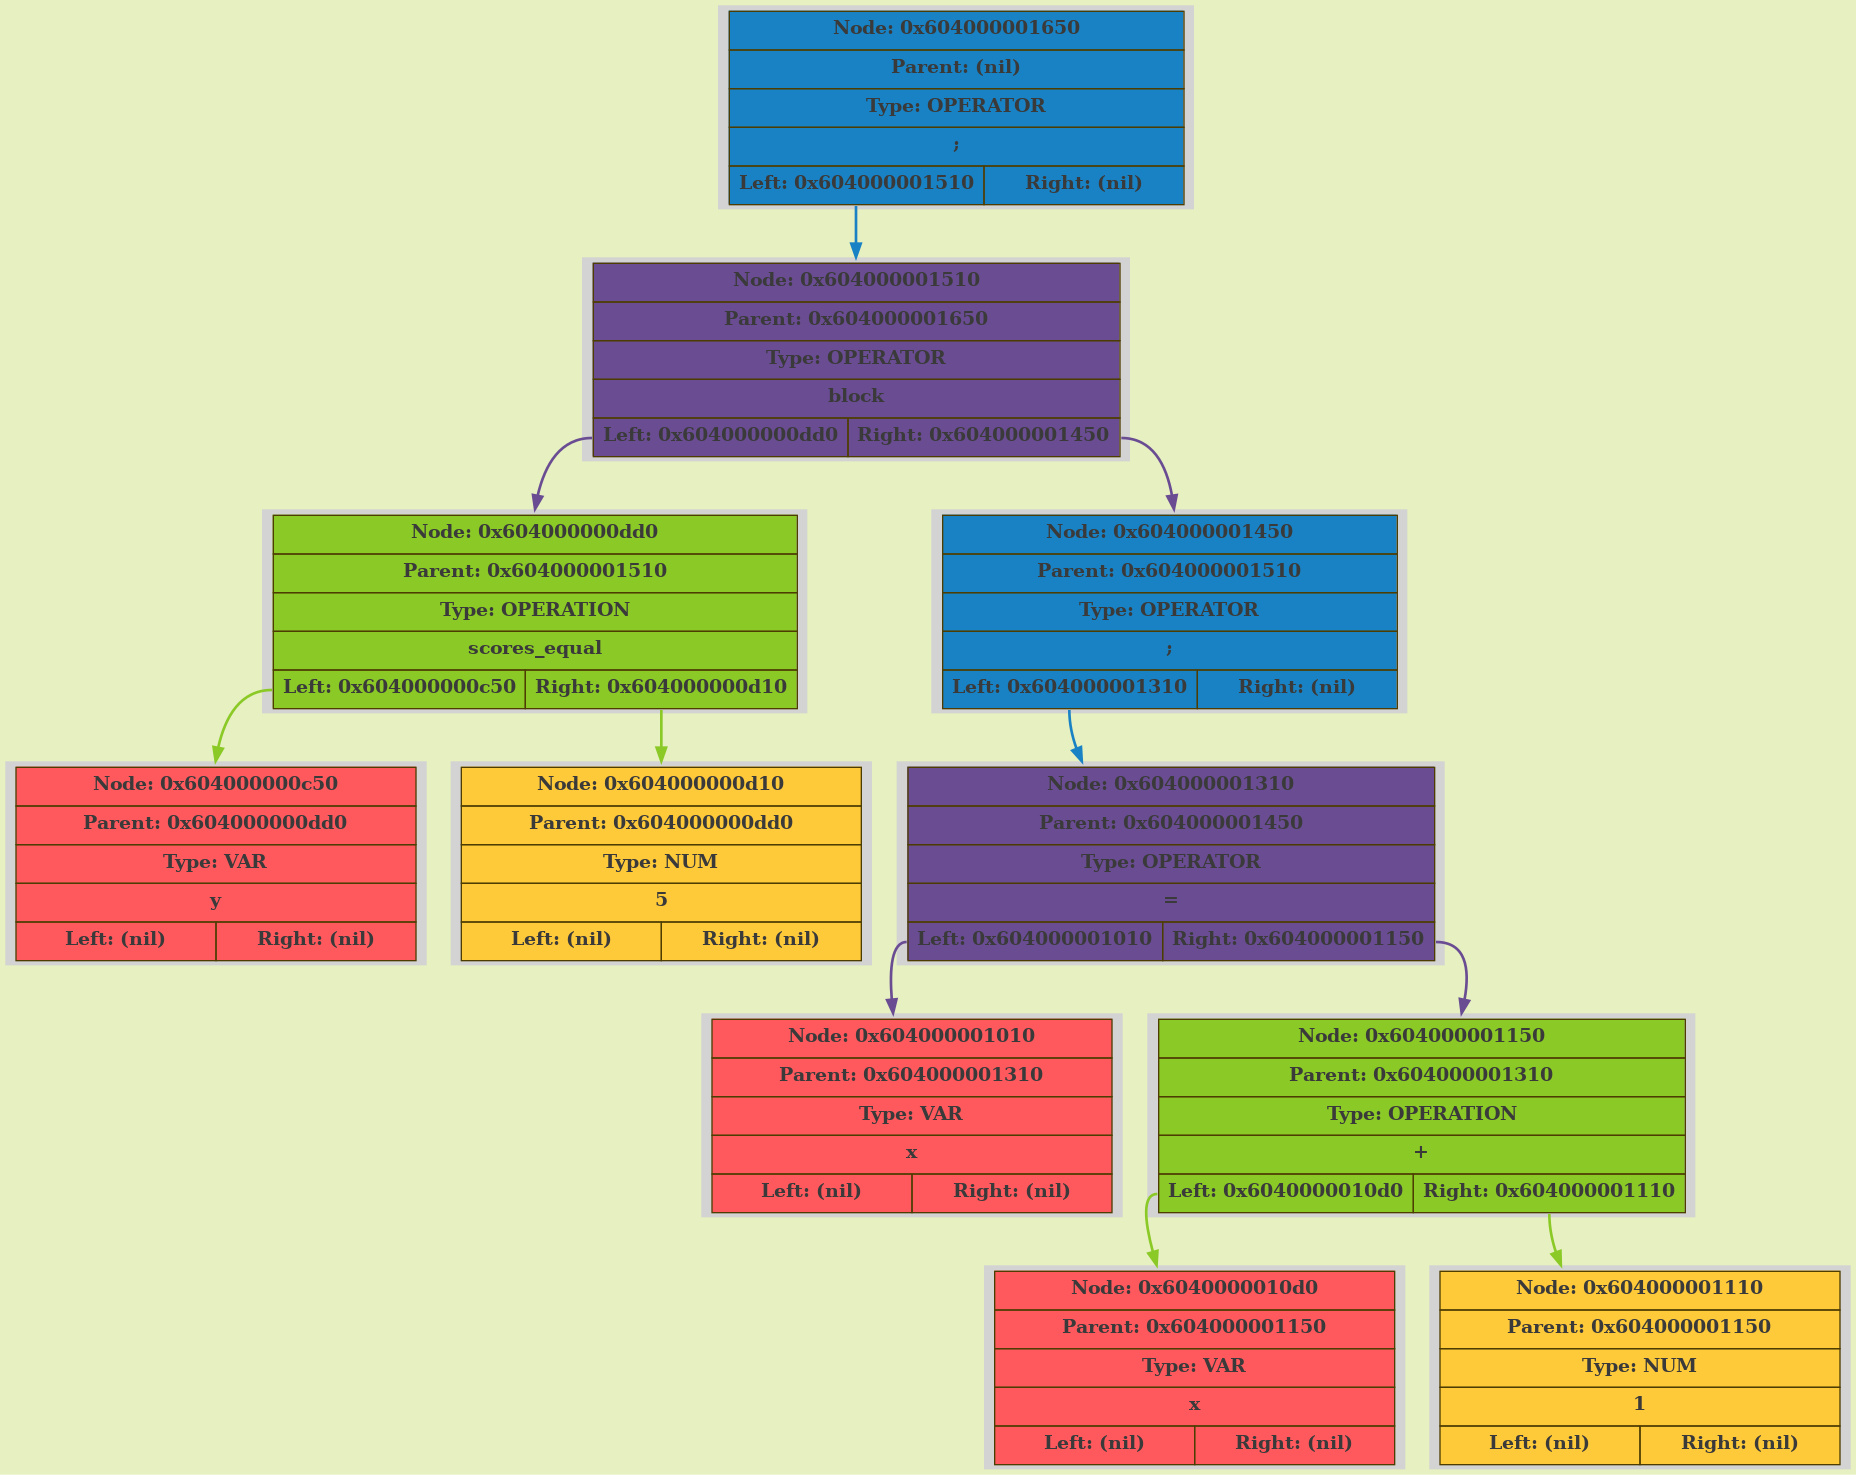 Node: 0x604000001650
Parent: (nil)
Type: OPERATOR
;
Left: 0x604000001510 Right: (nil)
Node: 0x604000001510
Parent: 0x604000001650
Type: OPERATOR
block
Left: 0x604000000dd0 Right: 0x604000001450
Node: 0x604000000dd0
Parent: 0x604000001510
Type: OPERATION
scores_equal
Left: 0x604000000c50 Right: 0x604000000d10
Node: 0x604000001450
Parent: 0x604000001510
Type: OPERATOR
;
Left: 0x604000001310 Right: (nil)
Node: 0x604000000c50
Parent: 0x604000000dd0
Type: VAR
y
Left: (nil) Right: (nil)
Node: 0x604000000d10
Parent: 0x604000000dd0
Type: NUM
5
Left: (nil) Right: (nil)
Node: 0x604000001310
Parent: 0x604000001450
Type: OPERATOR
=
Left: 0x604000001010 Right: 0x604000001150
Node: 0x604000001010
Parent: 0x604000001310
Type: VAR
x
Left: (nil) Right: (nil)
Node: 0x604000001150
Parent: 0x604000001310
Type: OPERATION
+
Left: 0x6040000010d0 Right: 0x604000001110
Node: 0x6040000010d0
Parent: 0x604000001150
Type: VAR
x
Left: (nil) Right: (nil)
Node: 0x604000001110
Parent: 0x604000001150
Type: NUM
1
Left: (nil) Right: (nil)